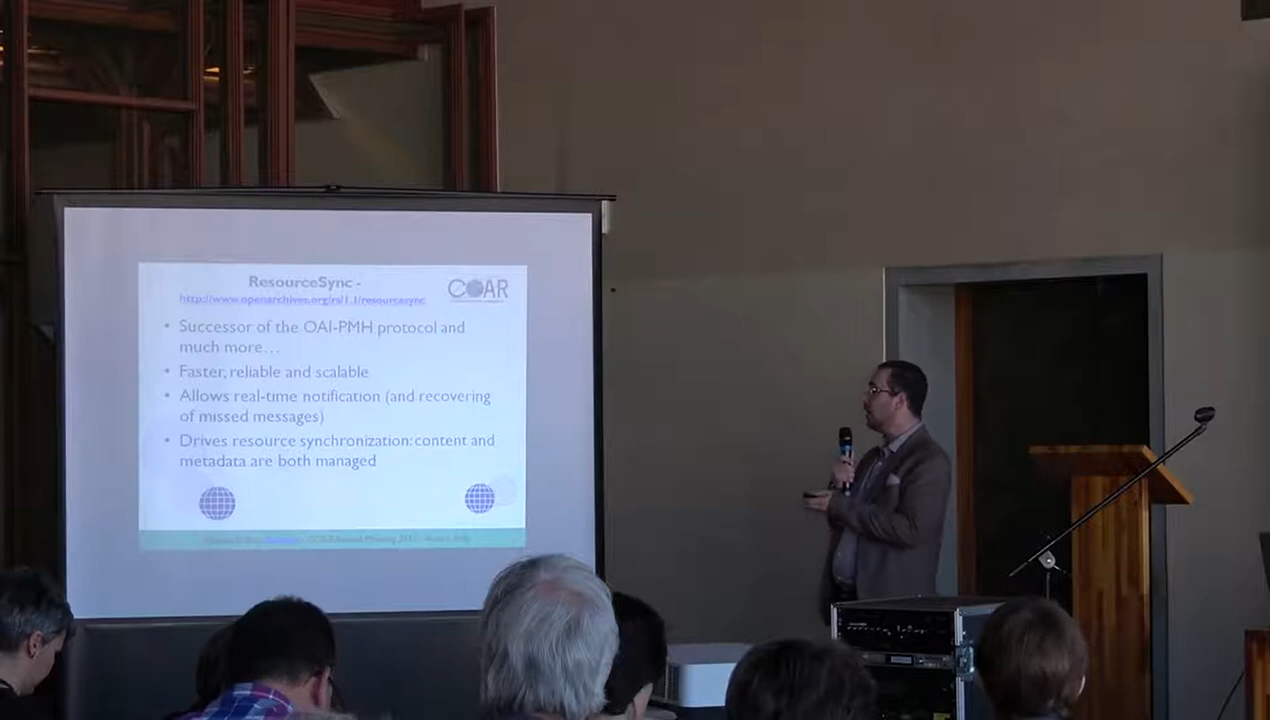 ResourceSync -
COAR
http://www.openarchives.org/rs/1.1/resourcesync
• Successor of the OAI-PMH protocol and
much more...
• Faster, reliable and scalable
• Allows real-time notification (and recovering
of missed messages)
• Drives resource synchronization: content and
metadata are both managed